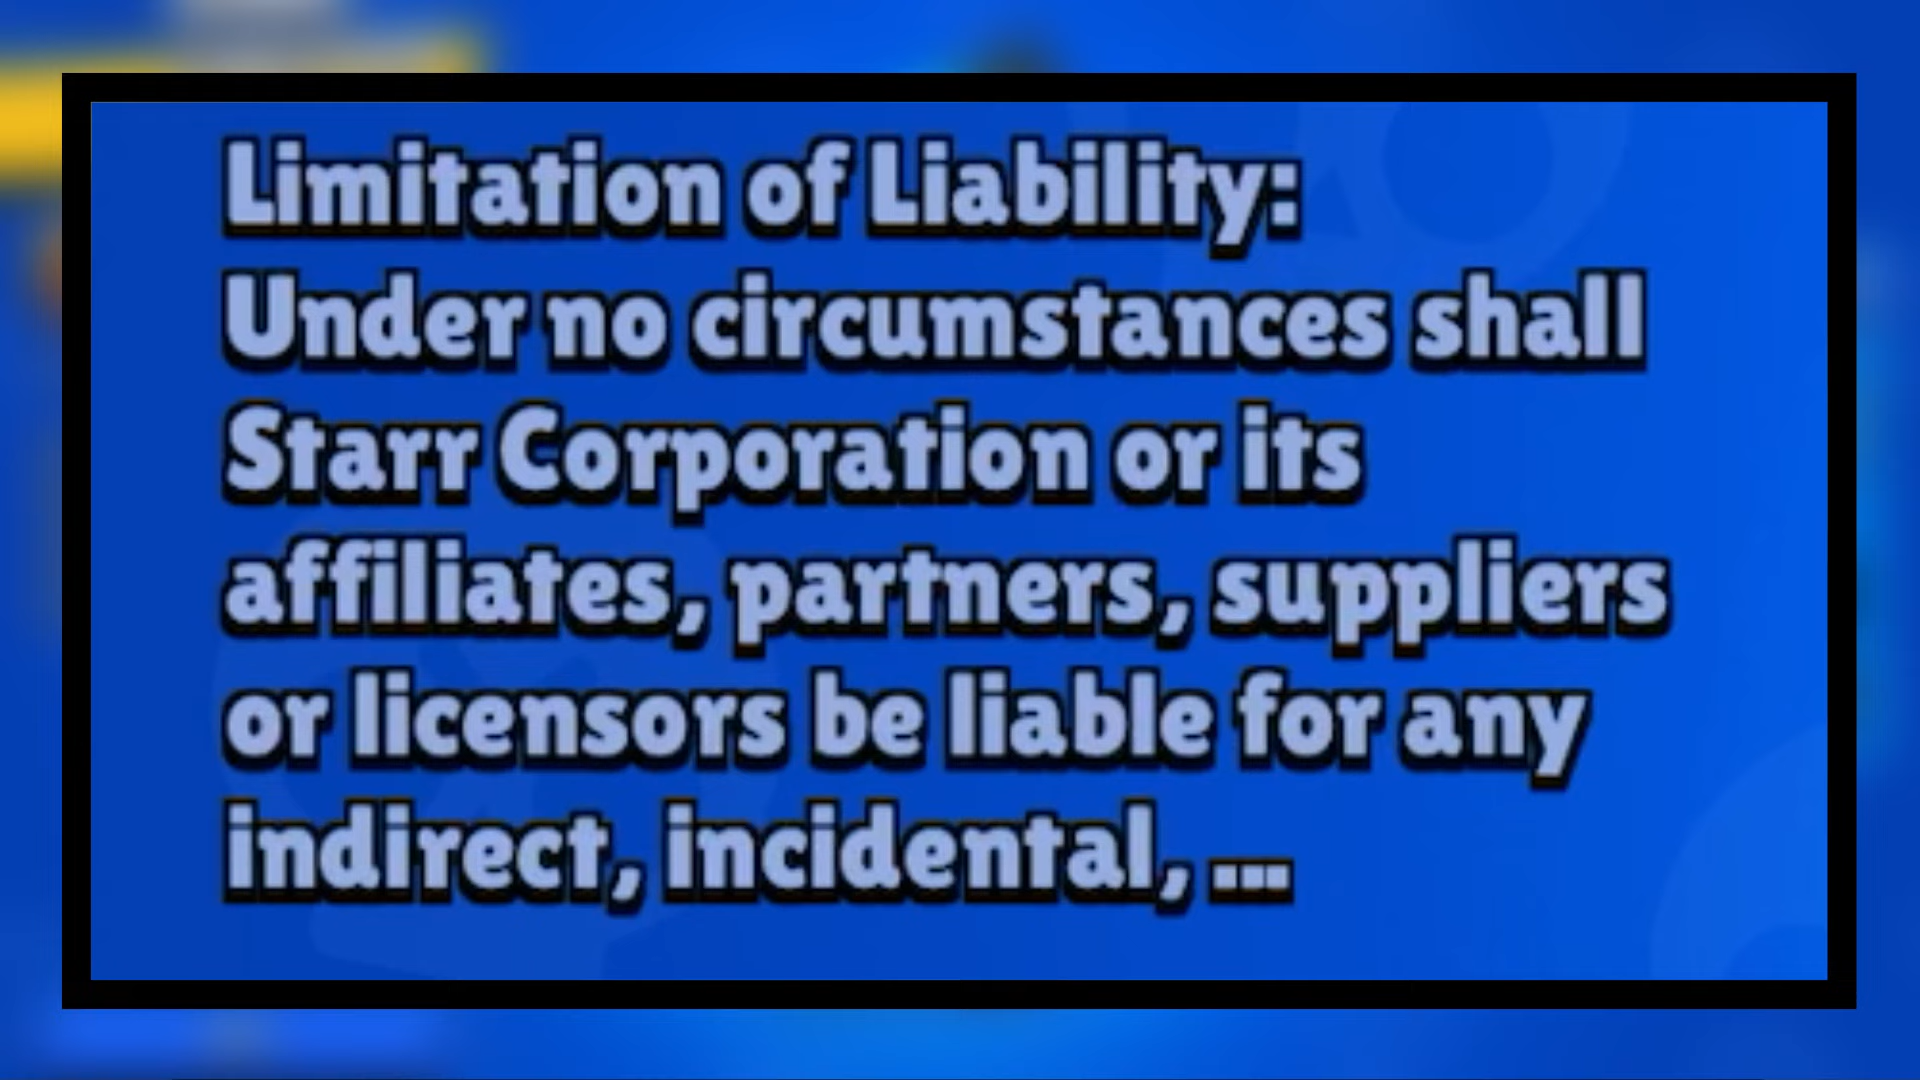 Limitation of Liability:
Under no circumstances shall
Starr Corporation or its
affiliates, partners, suppliers
or licensors be liable for any
indirect, incidental, ...